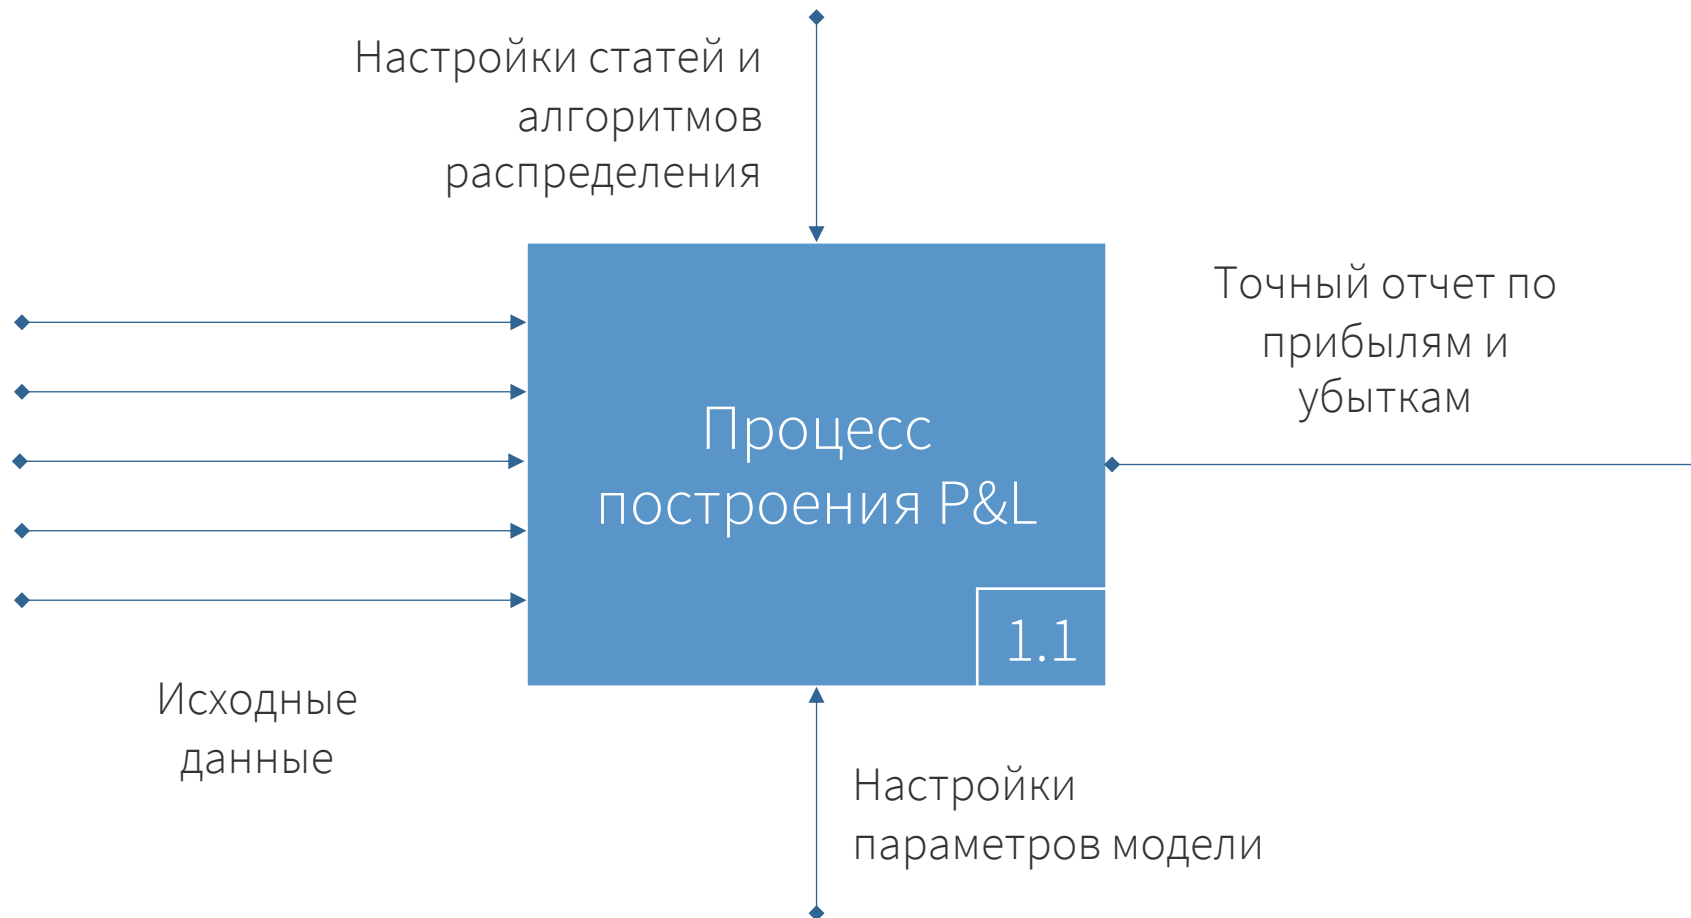 Настройки статей и
алгоритмов
распределения
Точный отчет по
прибылям и
убыткам
Процесс
построения P&L
1.1
Исходные
данные
Настройки
параметров модели